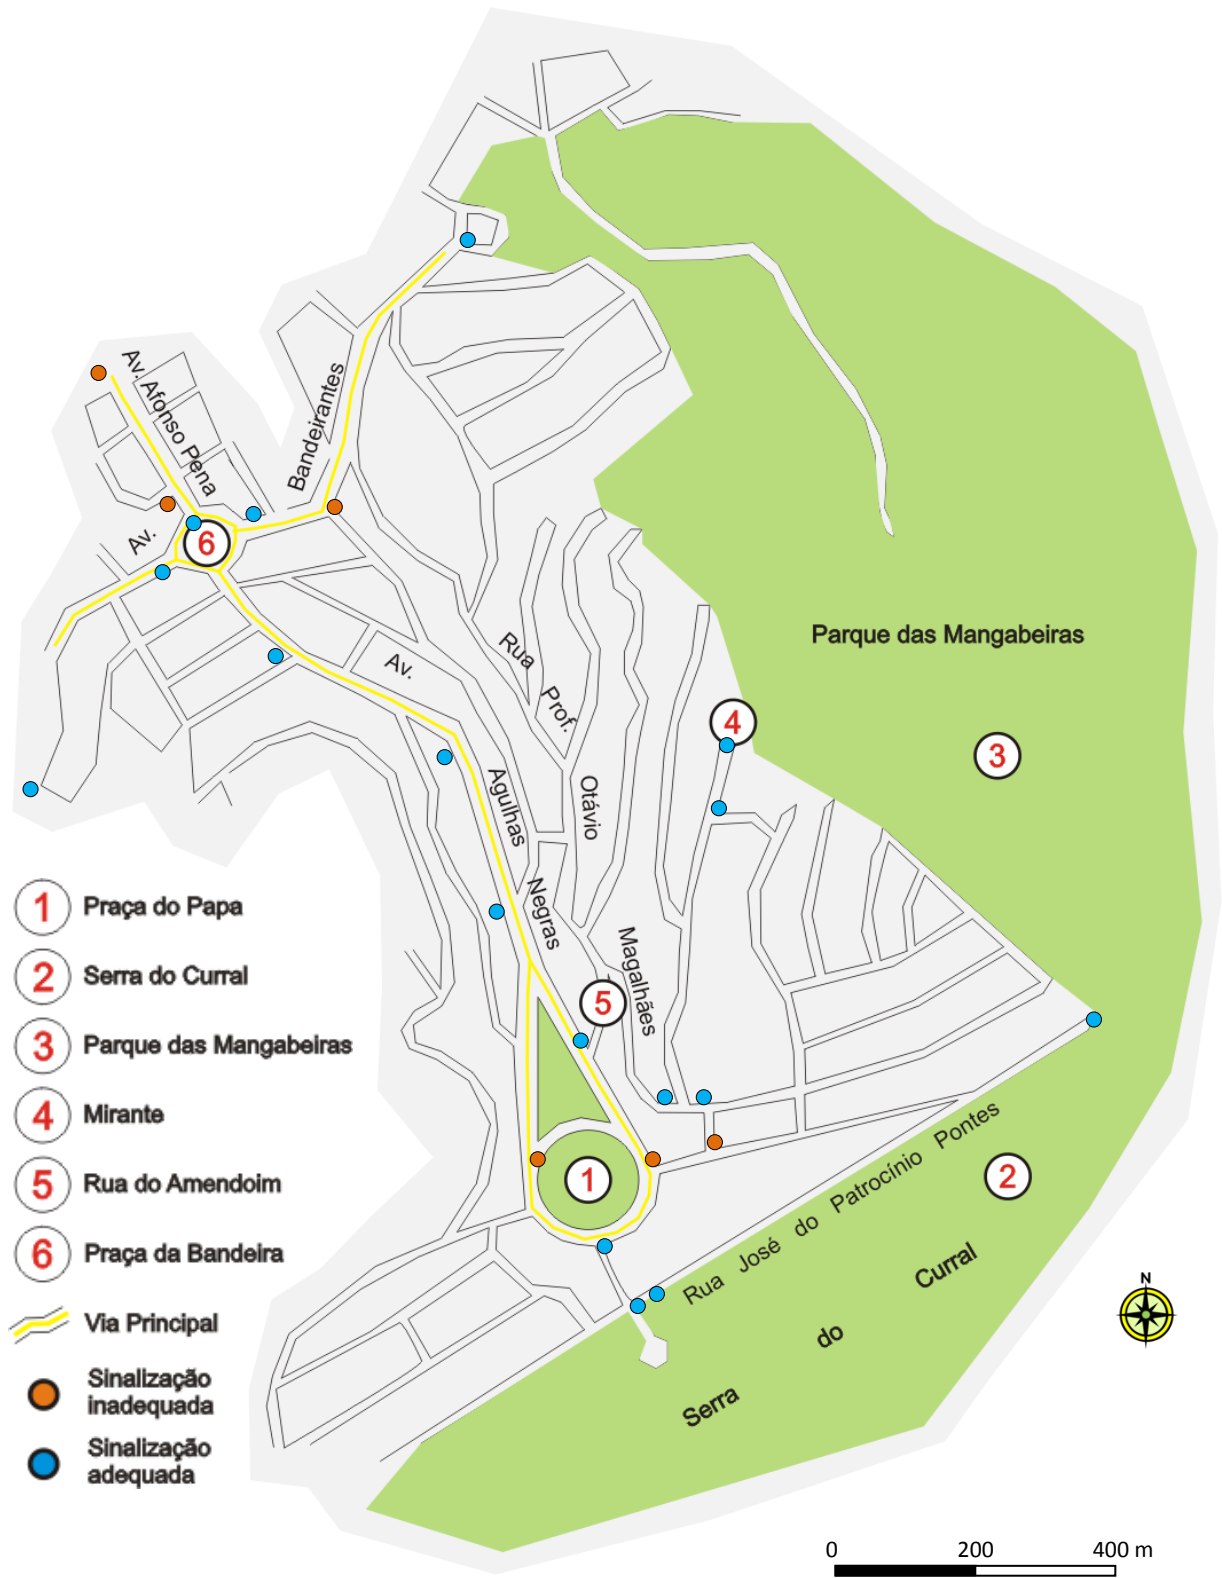 Av. Afonso Pena
Bandeirantes
Av.
6
Rua
Prof.
Av.
Parque das Mangabeiras
4
3
Otávio
Agulhas
Negras
Magalhães
5
1
2
Rua José do Patrocínio Pontes
Serra
do
Curral
1 Praça do Papa
2 Serra do Curral
3 Parque das Mangabeiras
4 Mirante
5 Rua do Amendoim
6 Praça da Bandeira
Via Principal
Sinalização
inadequada
Sinalização
adequada
N
0 200 400 m